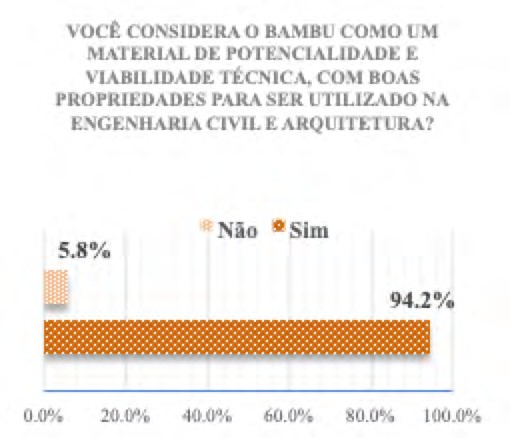 VOCÊ CONSIDERA O BAMBU COMO UM
MATERIAL DE POTENCIALIDADE E
VIABILIDADE TÉCNICA, COM BOAS
PROPRIEDADES PARA SER UTILIZADO NA
ENGENHARIA CIVIL E ARQUITETURA?
Não Sim
5.8%
94.2%
0.0% 20.0% 40.0% 60.0% 80.0% 100.0%